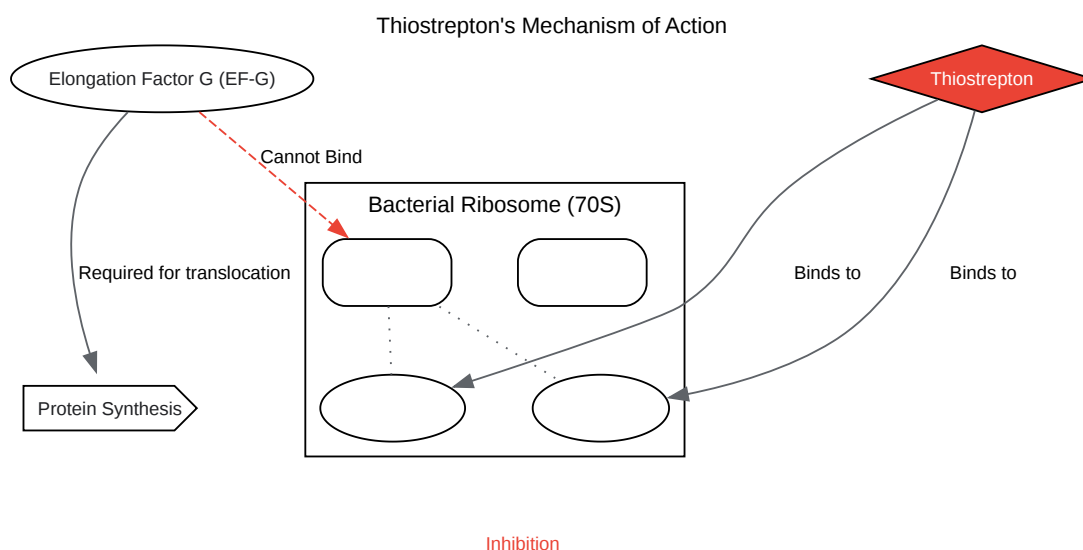 Thiostrepton's Mechanism of Action
Elongation Factor G (EF-G)
Thiostrepton
Cannot Bind
Bacterial Ribosome (70S)
Required for translocation
Binds to
Binds to
Protein Synthesis
Inhibition